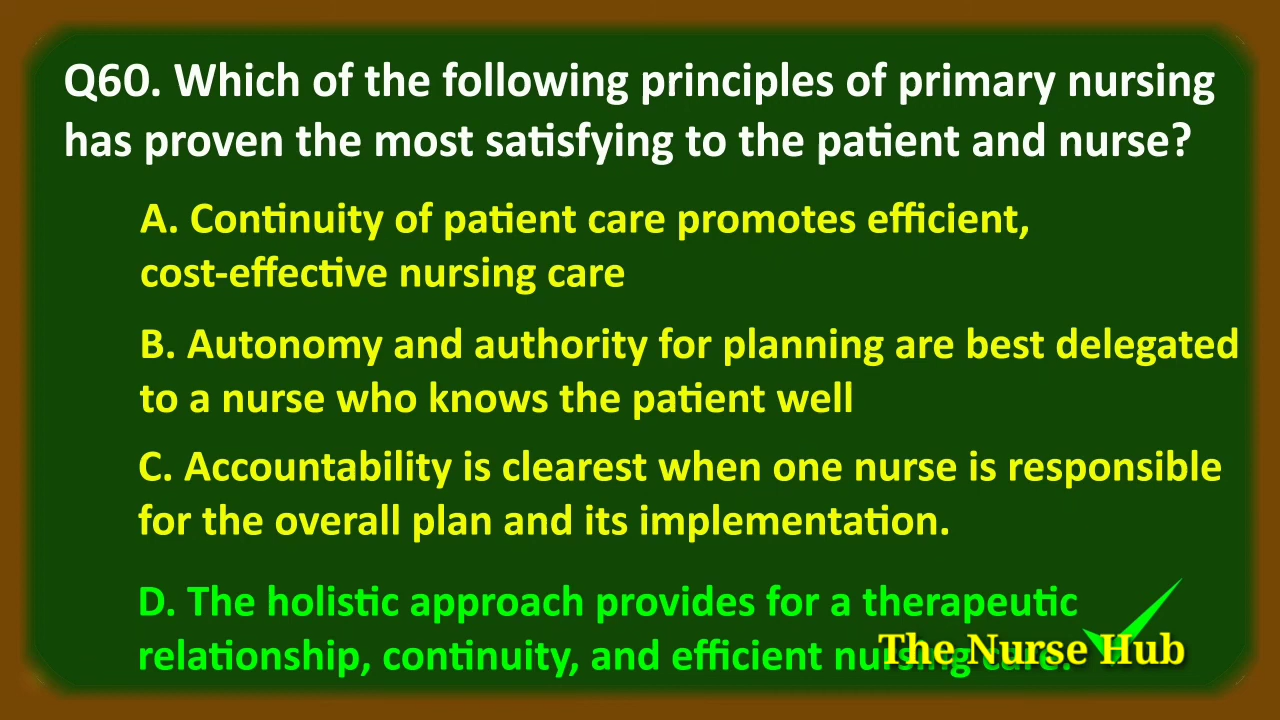 Q60. Which of the following principles of primary nursing
has proven the most satisfying to the patient and nurse?
A. Continuity of patient care promotes efficient,
cost-effective nursing care
B. Autonomy and authority for planning are best delegated
to a nurse who knows the patient well
C. Accountability is clearest when one nurse is responsible
for the overall plan and its implementation.
D. The holistic approach provides for a therapeutic
relationship, continuity, and efficient nursing care.
The Nurse Hub